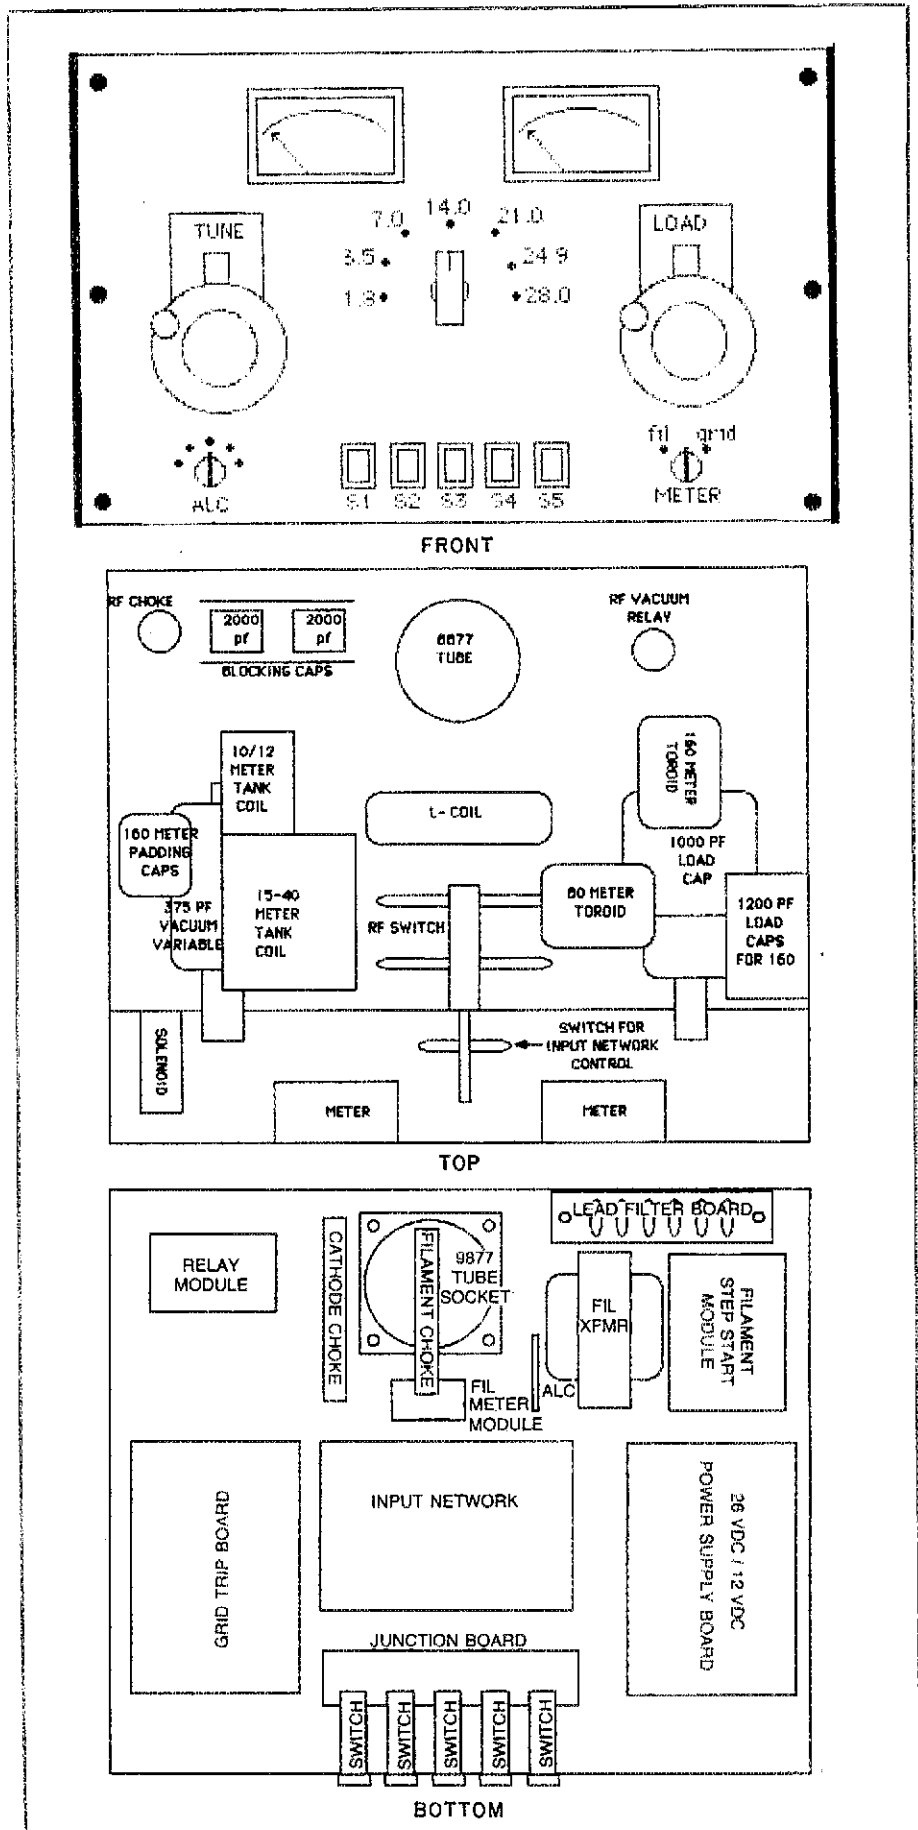 TUNE
LOAD
1.8
3.5
7.0
14.0
21.0
24.9
28.0
ALC
S1
S2
S3
S4
S5
fil
grid
METER
FRONT
RF CHOKE
2000
pf
2000
pf
BLOCKING CAPS
8877
TUBE
RF VACUUM
RELAY
10/12
METER
TANK
COIL
160 METER
PADDING
CAPS
375 PF
VACUUM
VARIABLE
15-40
METER
TANK
COIL
L-COIL
RF SWITCH
160 METER
TOROID
1000 PF
LOAD
CAP
80 METER
TOROID
1200 PF
LOAD
CAPS
FOR 160
SOLENOID
SWITCH FOR
INPUT NETWORK
CONTROL
METER
METER
TOP
RELAY
MODULE
CATHODE CHOKE
FILAMENT CHOKE
9877
TUBE
SOCKET
LEAD FILTER BOARD
FIL
XFMR
FILAMENT
STEP START
MODULE
FIL
METER
MODULE
ALC
GRID TRIP BOARD
INPUT NETWORK
26 VDC / 12 VDC
POWER SUPPLY BOARD
JUNCTION BOARD
SWITCH
SWITCH
SWITCH
SWITCH
SWITCH
BOTTOM